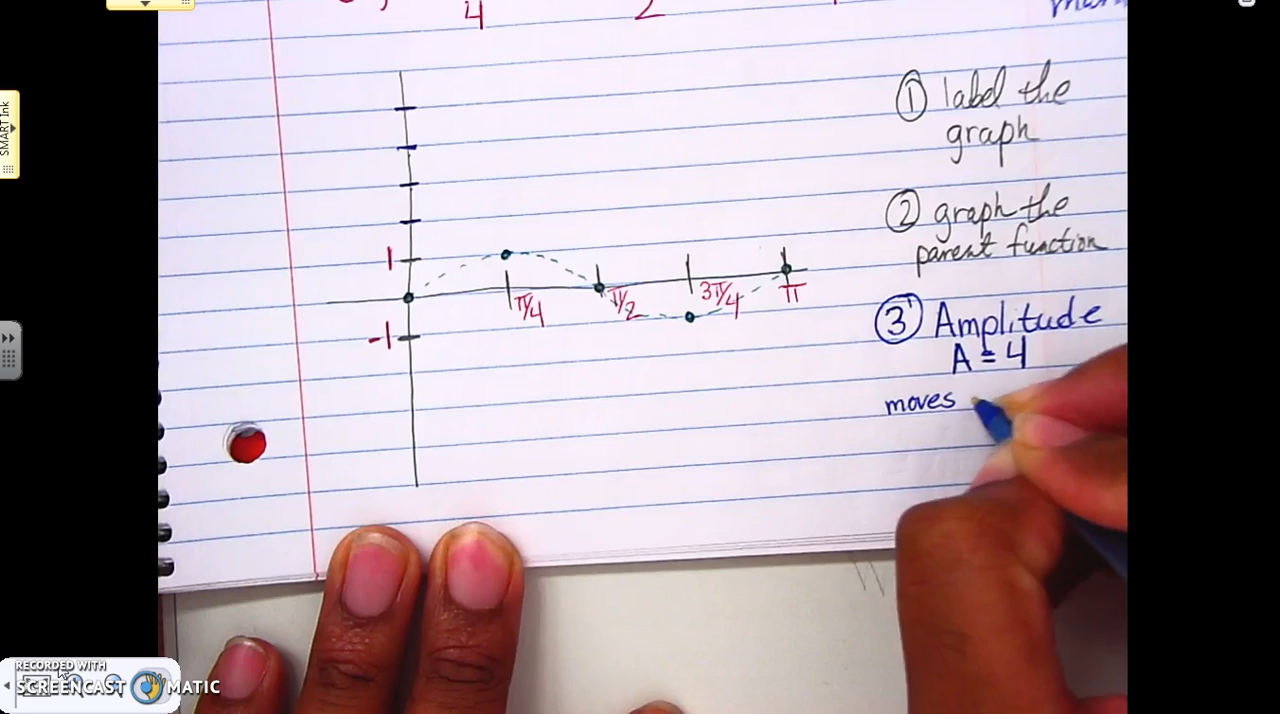 4
2
① label the
graph
② graph the
parent function
1
π/4
π/2
3π/4
π
-1
③ Amplitude
A = 4
moves
SMART Ink
RECORDED WITH
SCREENCAST MATIC